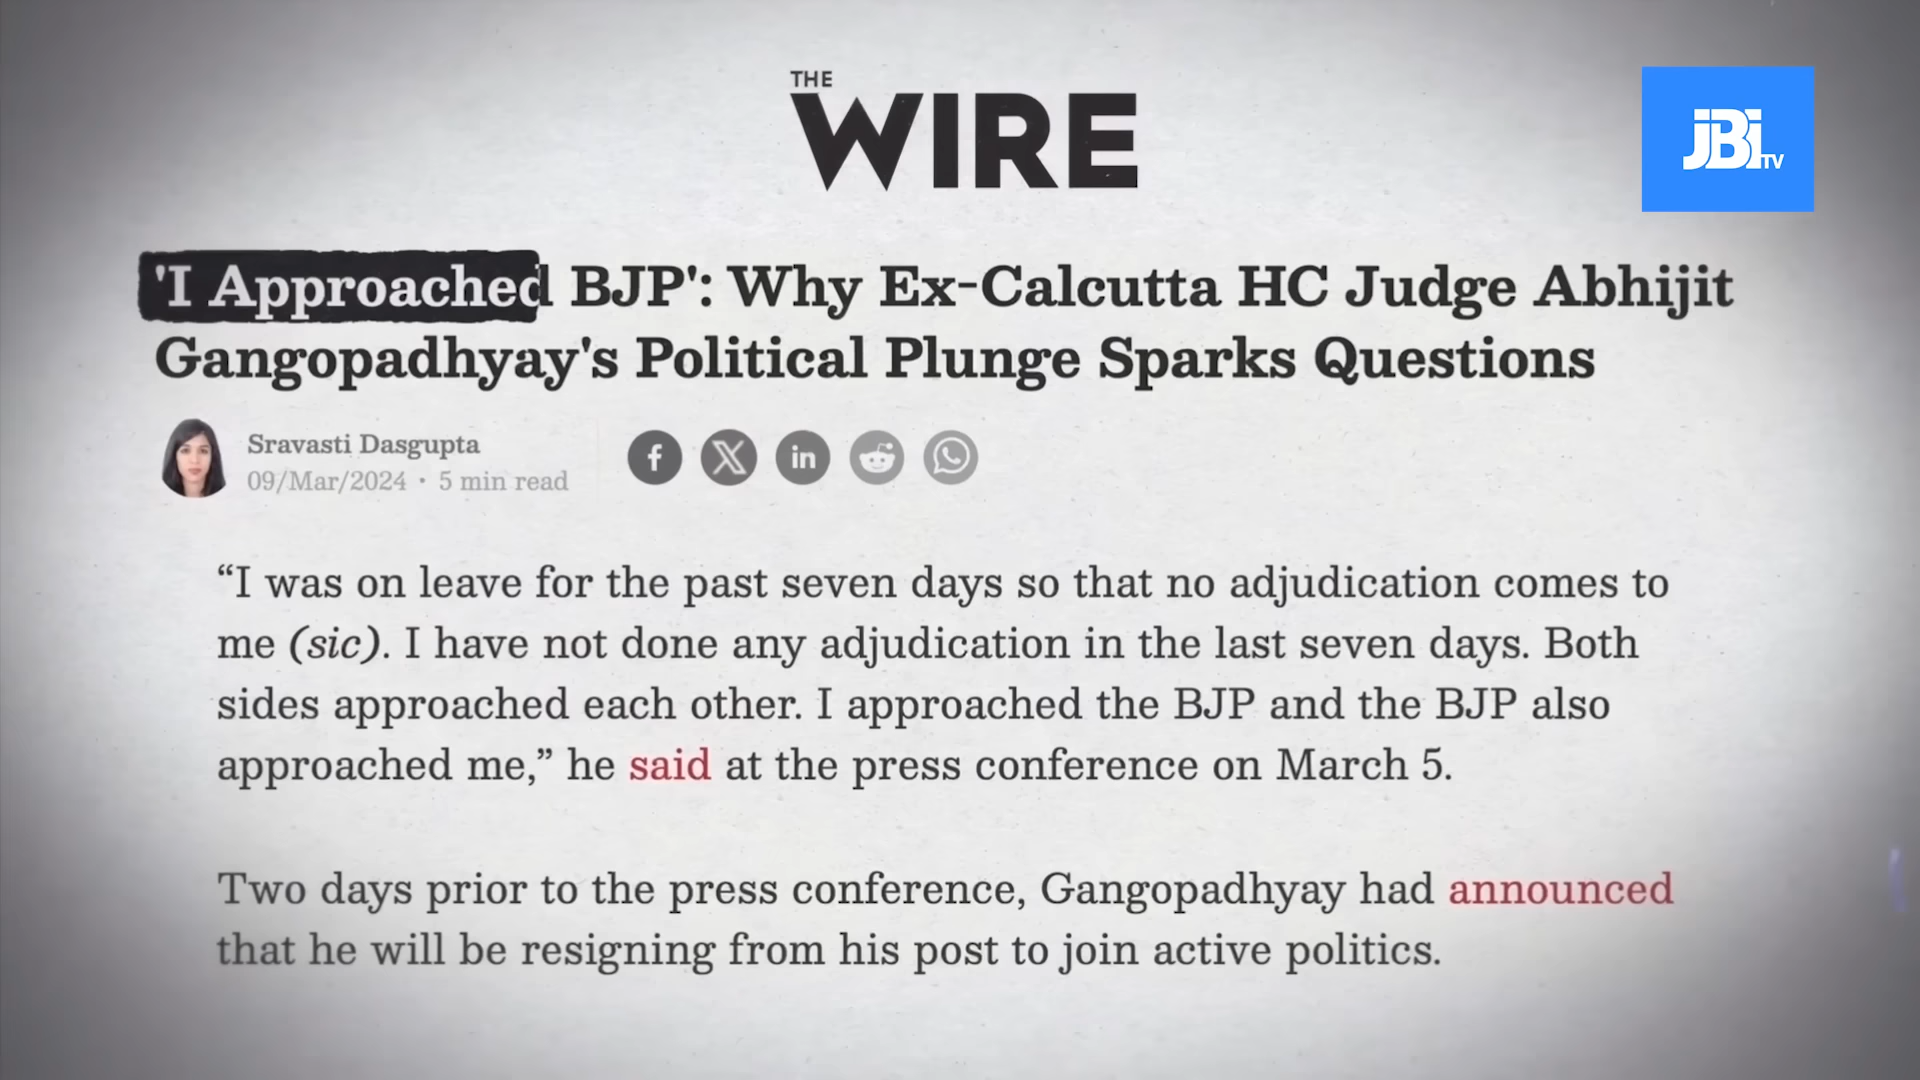 THE
WIRE
JBi TV
'I Approached BJP': Why Ex-Calcutta HC Judge Abhijit
Gangopadhyay's Political Plunge Sparks Questions
Sravasti Dasgupta
09/Mar/2024 • 5 min read
“I was on leave for the past seven days so that no adjudication comes to
me (sic). I have not done any adjudication in the last seven days. Both
sides approached each other. I approached the BJP and the BJP also
approached me,” he said at the press conference on March 5.
Two days prior to the press conference, Gangopadhyay had announced
that he will be resigning from his post to join active politics.